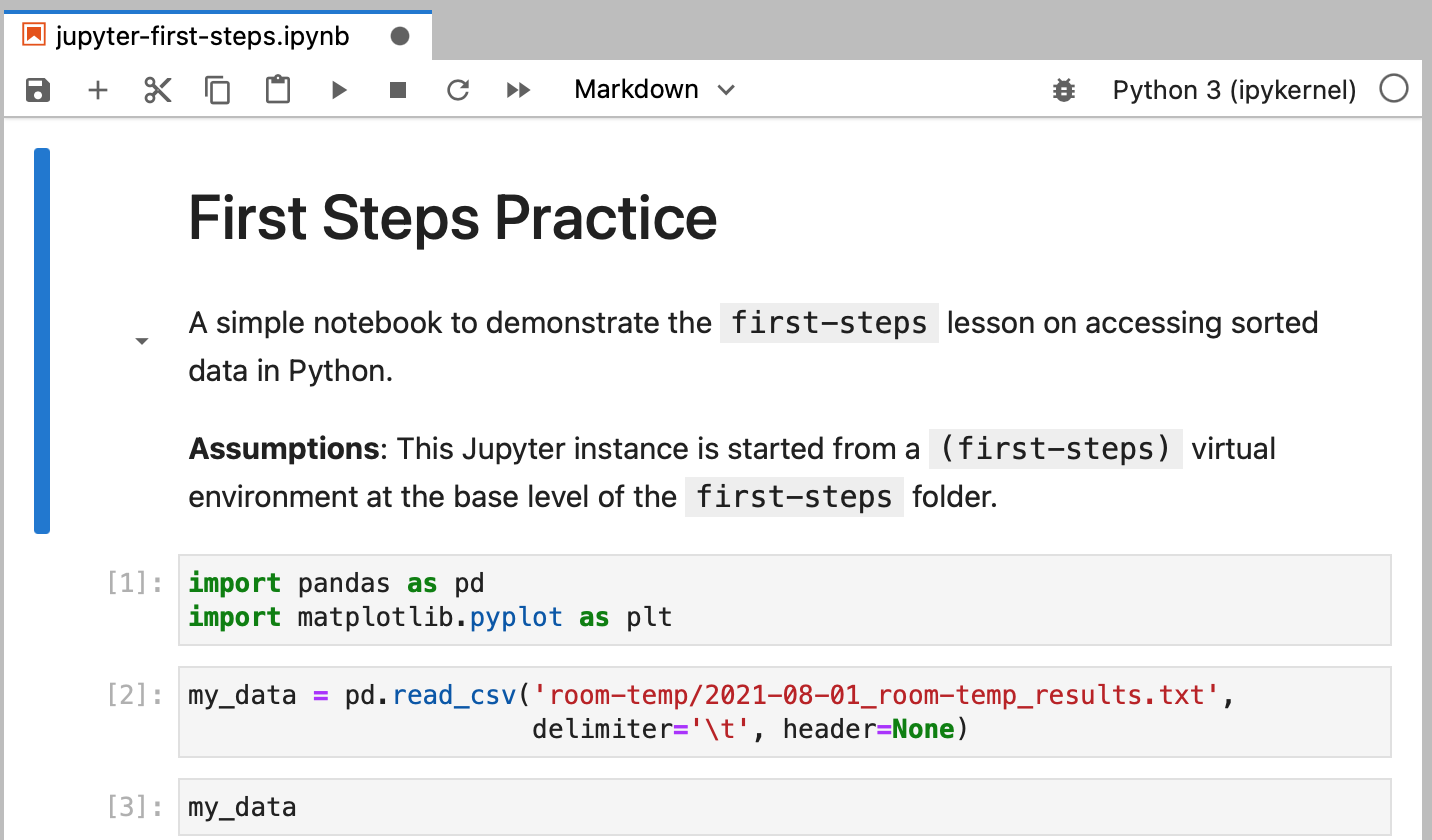 jupyter-first-steps.ipynb
Markdown
Python 3 (ipykernel)
First Steps Practice
A simple notebook to demonstrate the first-steps lesson on accessing sorted
data in Python.
Assumptions: This Jupyter instance is started from a (first-steps) virtual
environment at the base level of the first-steps folder.
[1]: import pandas as pd
import matplotlib.pyplot as plt
[2]: my_data = pd.read_csv('room-temp/2021-08-01_room-temp_results.txt',
delimiter='\t', header=None)
[3]: my_data